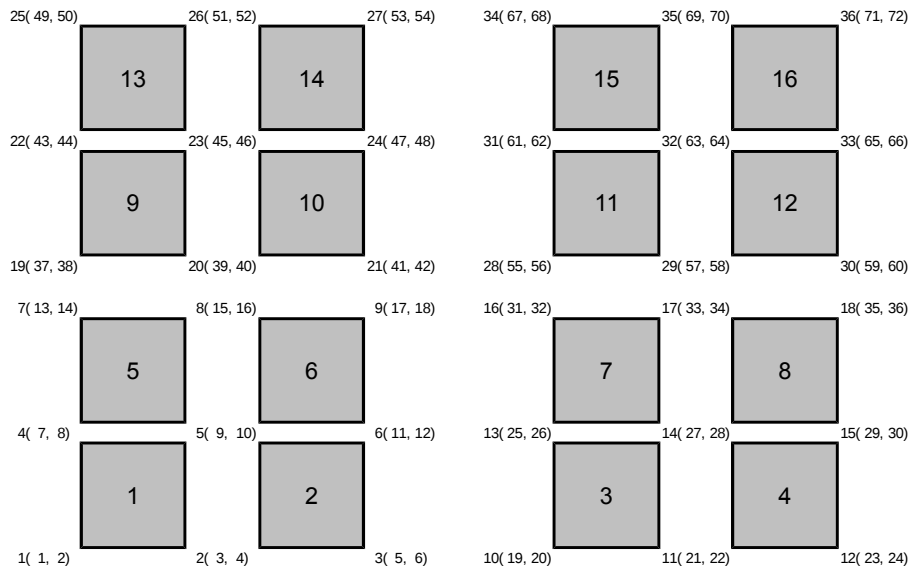 25( 49, 50) 26( 51, 52) 27( 53, 54) 34( 67, 68) 35( 69, 70) 36( 71, 72)
13 14 15 16
22( 43, 44) 23( 45, 46) 24( 47, 48) 31( 61, 62) 32( 63, 64) 33( 65, 66)
9 10 11 12
19( 37, 38) 20( 39, 40) 21( 41, 42) 28( 55, 56) 29( 57, 58) 30( 59, 60)
7( 13, 14) 8( 15, 16) 9( 17, 18) 16( 31, 32) 17( 33, 34) 18( 35, 36)
5 6 7 8
4( 7, 8) 5( 9, 10) 6( 11, 12) 13( 25, 26) 14( 27, 28) 15( 29, 30)
1 2 3 4
1( 1, 2) 2( 3, 4) 3( 5, 6) 10( 19, 20) 11( 21, 22) 12( 23, 24)